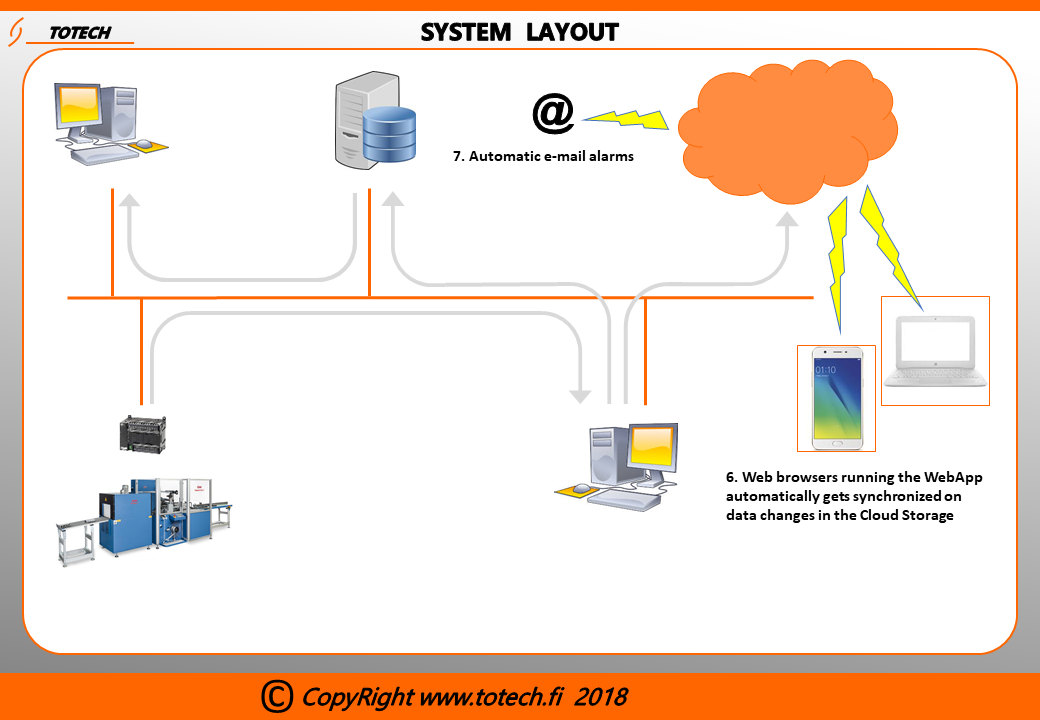 TOTECH
SYSTEM LAYOUT
@
7. Automatic e-mail alarms
01:10
6. Web browsers running the WebApp
automatically gets synchronized on
data changes in the Cloud Storage
© CopyRight www.totech.fi 2018